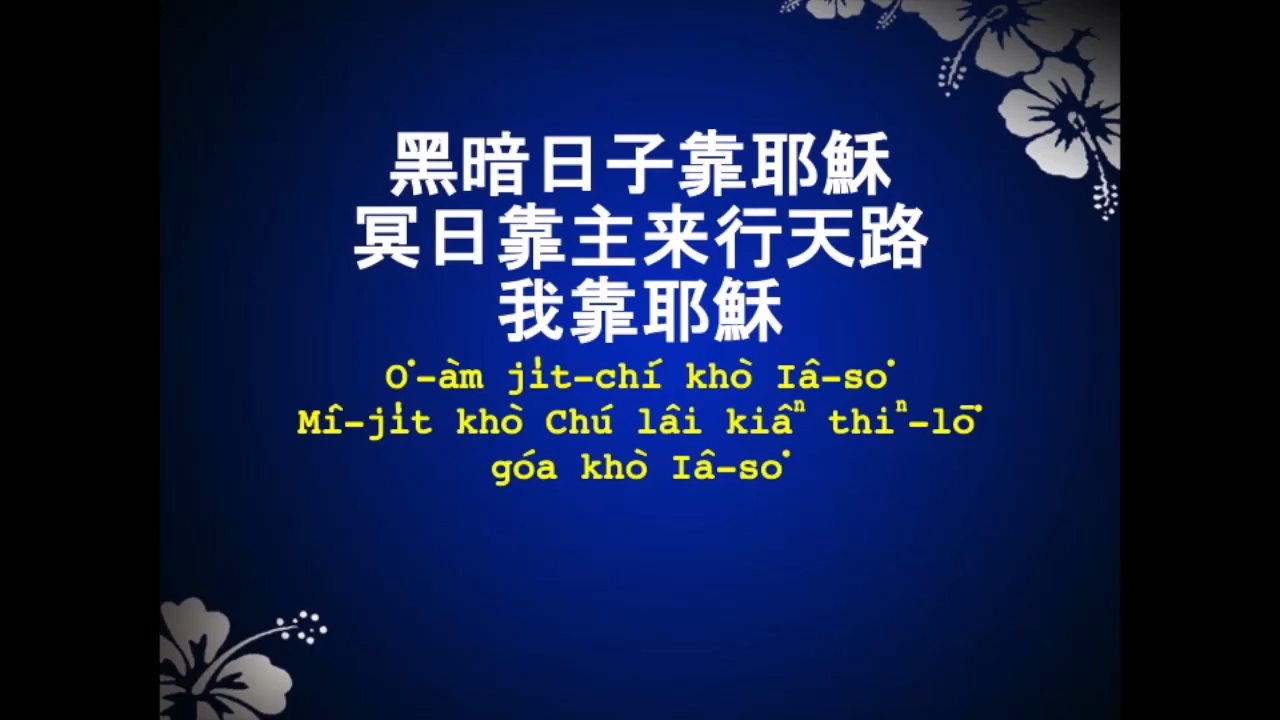 黑暗日子靠耶穌
冥日靠主来行天路
我靠耶穌
O͘-àm ji̍t-chí khò Iâ-so͘
Mî-ji̍t khò Chú lâi kiâⁿ thiⁿ-lō͘
góa khò Iâ-so͘